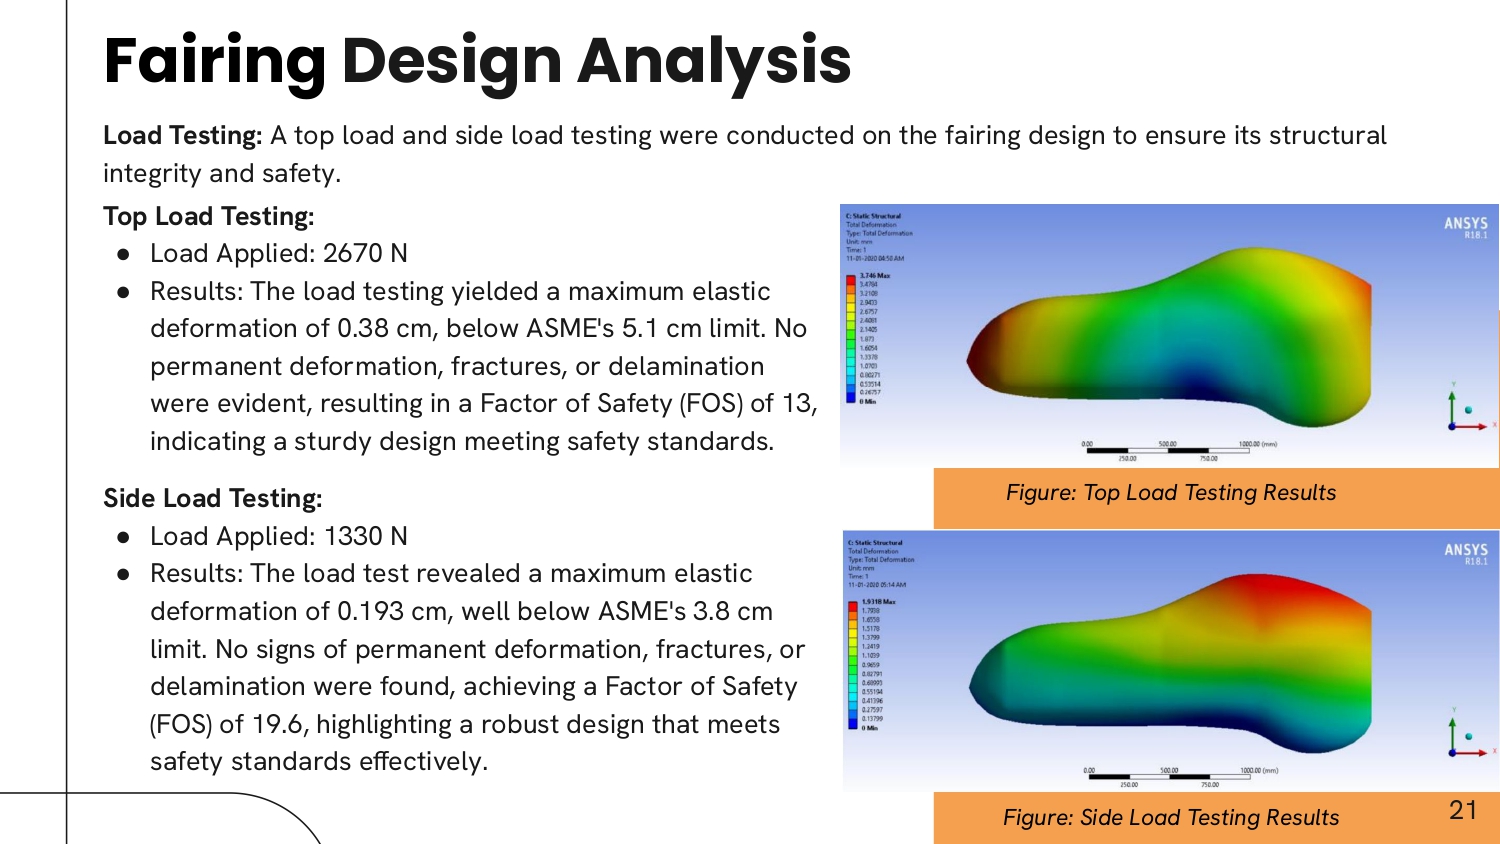 Fairing Design Analysis
Load Testing: A top load and side load testing were conducted on the fairing design to ensure its structural
integrity and safety.
Top Load Testing:
● Load Applied: 2670 N
● Results: The load testing yielded a maximum elastic
deformation of 0.38 cm, below ASME's 5.1 cm limit. No
permanent deformation, fractures, or delamination
were evident, resulting in a Factor of Safety (FOS) of 13,
indicating a sturdy design meeting safety standards.
Side Load Testing:
● Load Applied: 1330 N
● Results: The load test revealed a maximum elastic
deformation of 0.193 cm, well below ASME's 3.8 cm
limit. No signs of permanent deformation, fractures, or
delamination were found, achieving a Factor of Safety
(FOS) of 19.6, highlighting a robust design that meets
safety standards effectively.
C: Static Structural
Total Deformation
Type: Total Deformation
Unit: mm
Time: 1
11-01-2020 04:50 AM
3.746 Max
3.4784
3.2108
2.9433
2.6757
2.4081
2.1405
1.873
1.6054
1.3378
1.0703
0.80271
0.53514
0.26757
0 Min
ANSYS
R18.1
0.00 500.00 1000.00 (mm)
250.00 750.00
Y
X
Figure: Top Load Testing Results
C: Static Structural
Total Deformation
Type: Total Deformation
Unit: mm
Time: 1
11-01-2020 05:14 AM
1.9318 Max
1.7938
1.6558
1.5178
1.3799
1.2419
1.1039
0.9659
0.82791
0.68993
0.55194
0.41396
0.27597
0.13799
0 Min
ANSYS
R18.1
0.00 500.00 1000.00 (mm)
250.00 750.00
Y
X
Figure: Side Load Testing Results
21